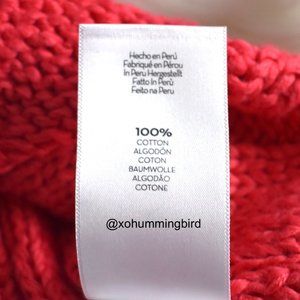 Hecho en Perú
Fabriqué en Pérou
In Peru Hergestellt
Fatto In Perù
Feito na Peru
100%
COTTON
ALGODÓN
COTON
BAUMWOLLE
ALGODÃO
COTONE
@xohummingbird